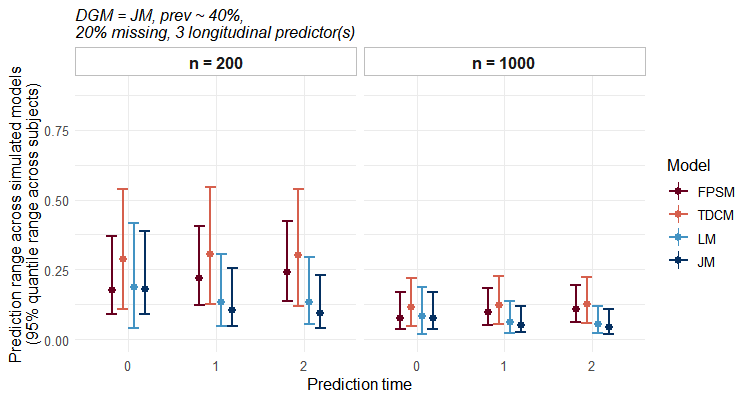 DGM = JM, prev ~ 40%,
20% missing, 3 longitudinal predictor(s)
n = 200
n = 1000
Prediction range across simulated models
(95% quantile range across subjects)
0.75
0.50
0.25
0.00
0
1
2
0
1
2
Prediction time
Model
FPSM
TDCM
LM
JM